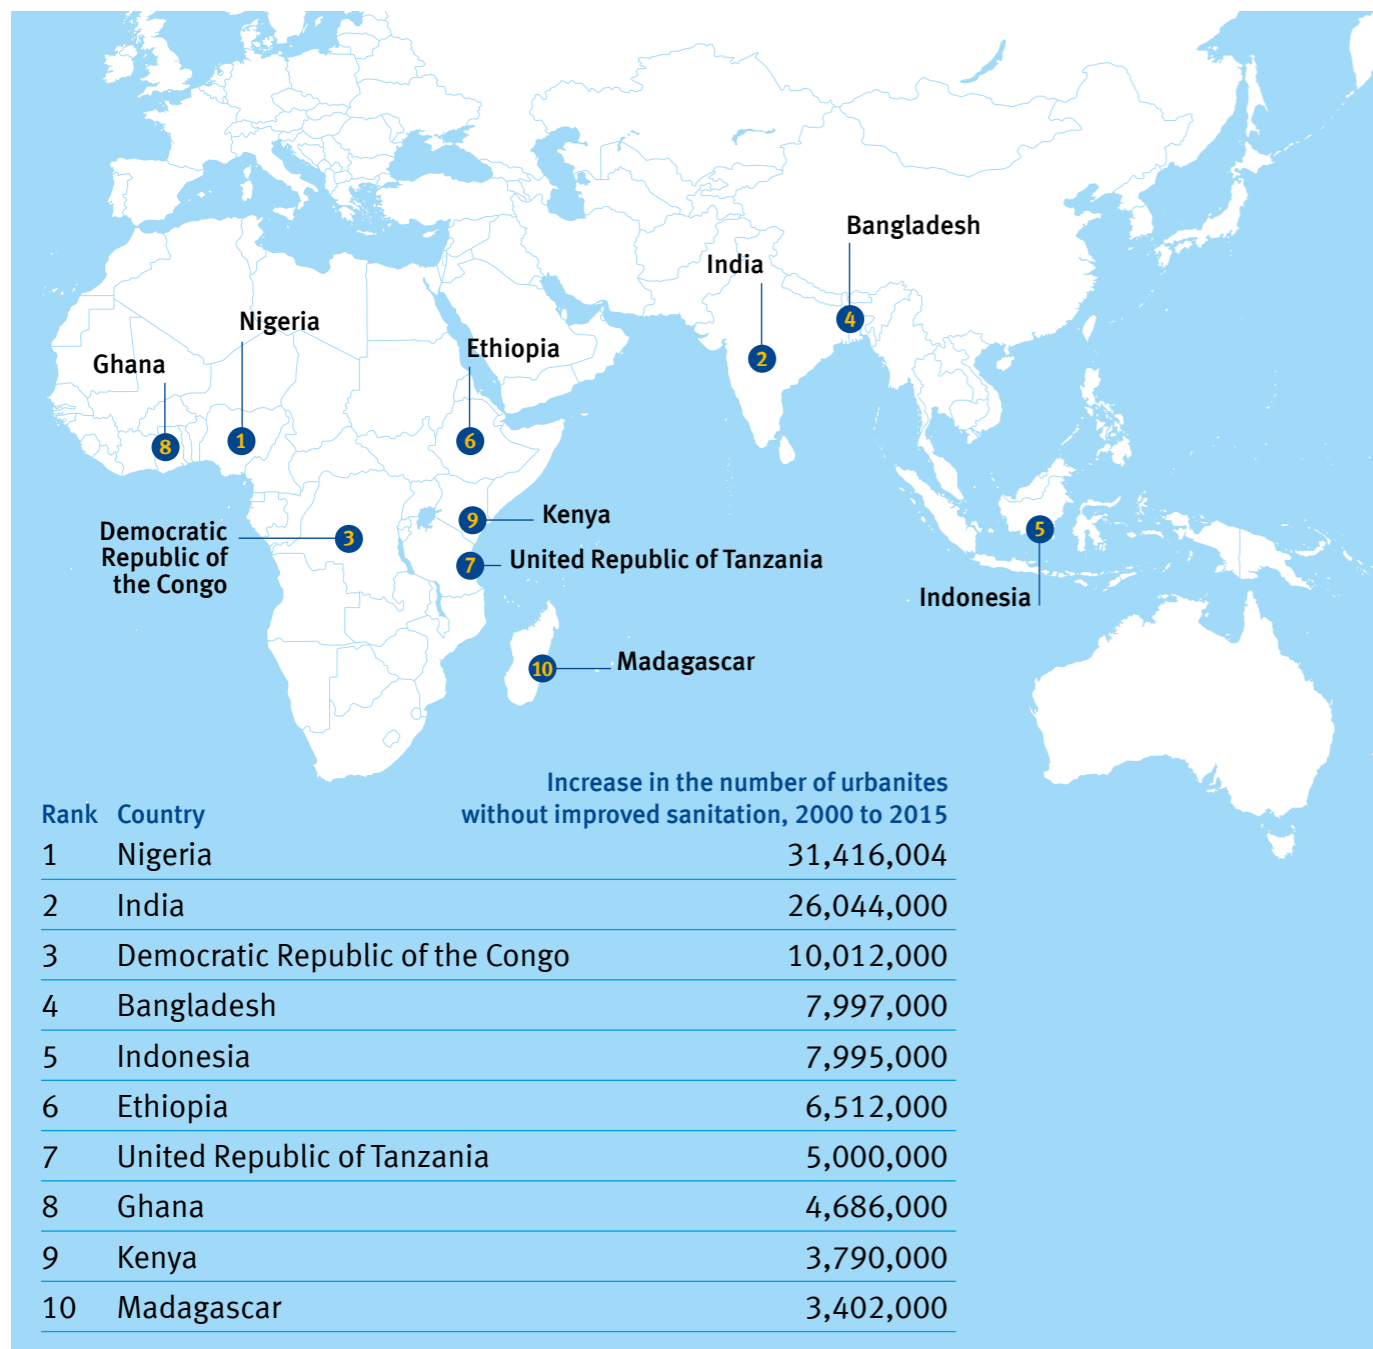 Bangladesh
India
Nigeria
Ethiopia
Ghana
4
2
8
1
6
Kenya
9
Democratic
Republic of
the Congo
3
5
United Republic of Tanzania
7
Indonesia
Madagascar
10
Increase in the number of urbanites
Rank Country without improved sanitation, 2000 to 2015
1 Nigeria 31,416,004
2 India 26,044,000
3 Democratic Republic of the Congo 10,012,000
4 Bangladesh 7,997,000
5 Indonesia 7,995,000
6 Ethiopia 6,512,000
7 United Republic of Tanzania 5,000,000
8 Ghana 4,686,000
9 Kenya 3,790,000
10 Madagascar 3,402,000